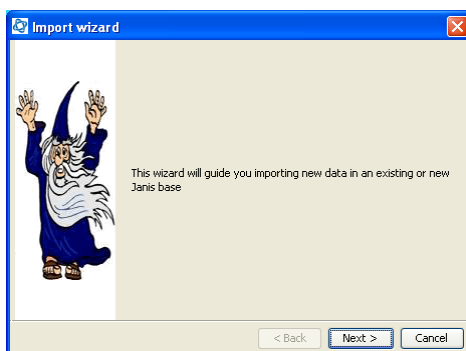 Import wizard
This wizard will guide you importing new data in an existing or new
Janis base
< Back Next > Cancel